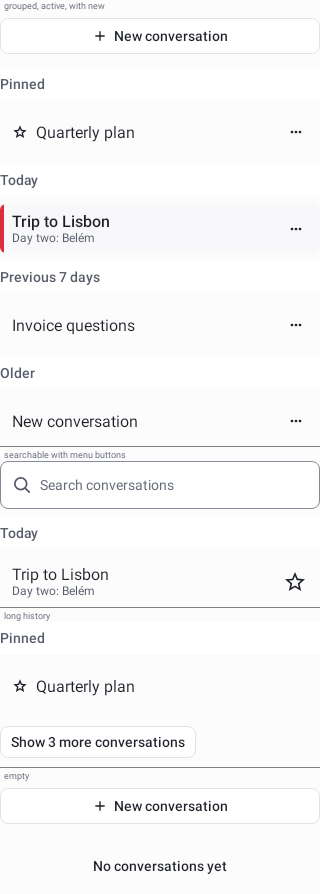 grouped, active, with new
New conversation
Pinned
Quarterly plan
Today
Trip to Lisbon
Day two: Belém
Previous 7 days
Invoice questions
Older
New conversation
searchable with menu buttons
Search conversations
Today
Trip to Lisbon
Day two: Belém
long history
Pinned
Quarterly plan
Show 3 more conversations
empty
New conversation
No conversations yet